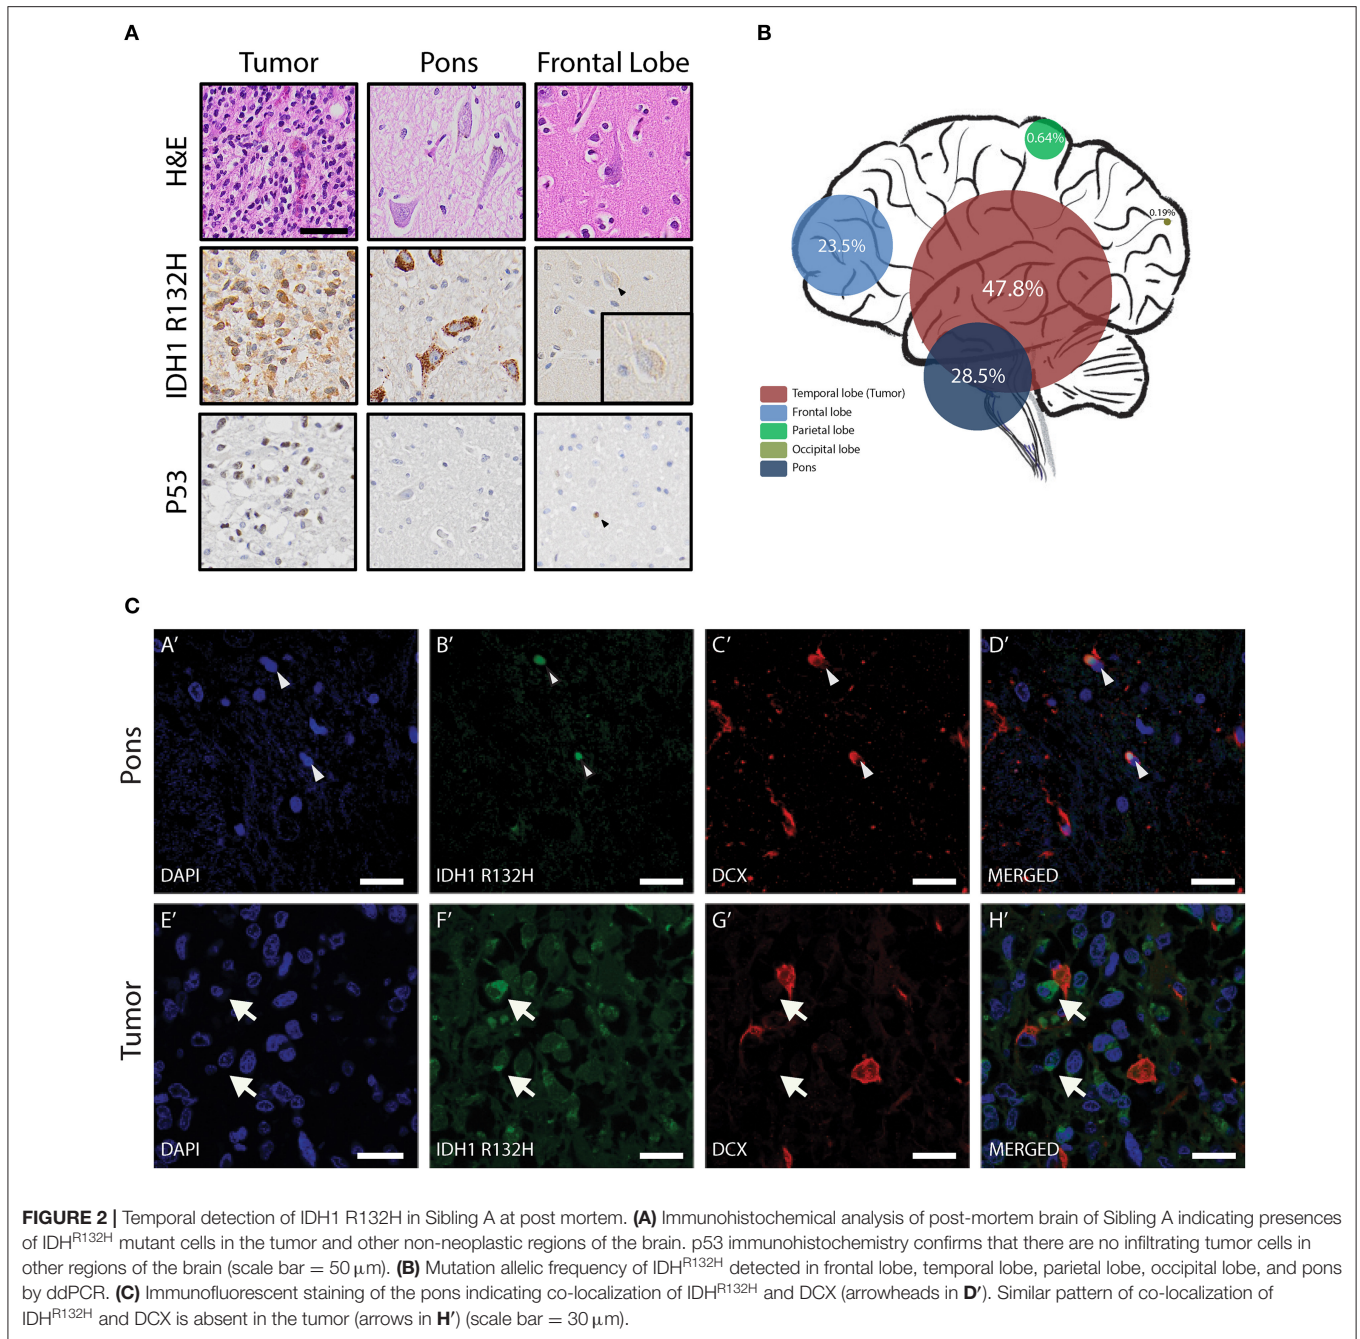 A
Tumor Pons Frontal Lobe
H&E
IDH1 R132H
P53
B
0.64%
0.19%
23.5%
47.8%
28.5%
Temporal lobe (Tumor)
Frontal lobe
Parietal lobe
Occipital lobe
Pons
C
Pons
A′ B′ C′ D′
DAPI IDH1 R132H DCX MERGED
Tumor
E′ F′ G′ H′
DAPI IDH1 R132H DCX MERGED
FIGURE 2 | Temporal detection of IDH1 R132H in Sibling A at post mortem. (A) Immunohistochemical analysis of post-mortem brain of Sibling A indicating presences
of IDHR132H mutant cells in the tumor and other non-neoplastic regions of the brain. p53 immunohistochemistry confirms that there are no infiltrating tumor cells in
other regions of the brain (scale bar = 50 μm). (B) Mutation allelic frequency of IDHR132H detected in frontal lobe, temporal lobe, parietal lobe, occipital lobe, and pons
by ddPCR. (C) Immunofluorescent staining of the pons indicating co-localization of IDHR132H and DCX (arrowheads in D′). Similar pattern of co-localization of
IDHR132H and DCX is absent in the tumor (arrows in H′) (scale bar = 30 μm).